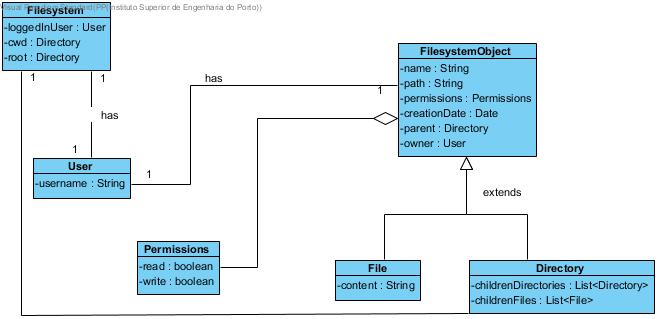 Visual Paradigm Standard(PP(Instituto Superior de Engenharia do Porto))
Filesystem
-loggedInUser : User
-cwd : Directory
-root : Directory
1
1
has
1
User
-username : String
1
has
1
FilesystemObject
-name : String
-path : String
-permissions : Permissions
-creationDate : Date
-parent : Directory
-owner : User
extends
Permissions
-read : boolean
-write : boolean
File
-content : String
Directory
-childrenDirectories : List<Directory>
-childrenFiles : List<File>